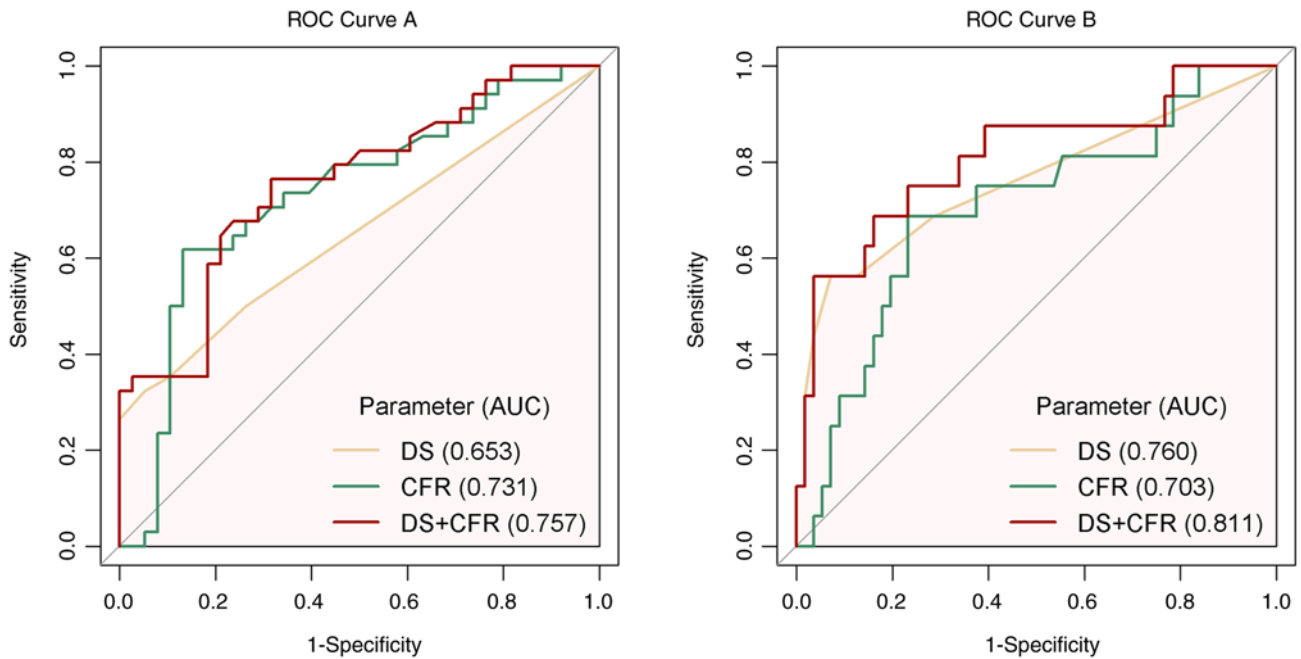 ROC Curve A
Sensitivity
1.0
0.8
0.6
0.4
0.2
0.0
Parameter (AUC)
DS (0.653)
CFR (0.731)
DS+CFR (0.757)
0.0 0.2 0.4 0.6 0.8 1.0
1-Specificity
ROC Curve B
Sensitivity
1.0
0.8
0.6
0.4
0.2
0.0
Parameter (AUC)
DS (0.760)
CFR (0.703)
DS+CFR (0.811)
0.0 0.2 0.4 0.6 0.8 1.0
1-Specificity